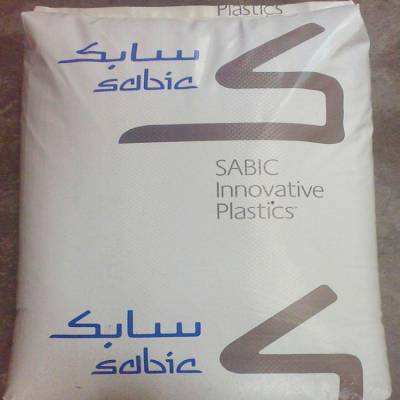 Plastics
سابك
sabic
SABIC
Innovative
Plastics
سابك
sabic